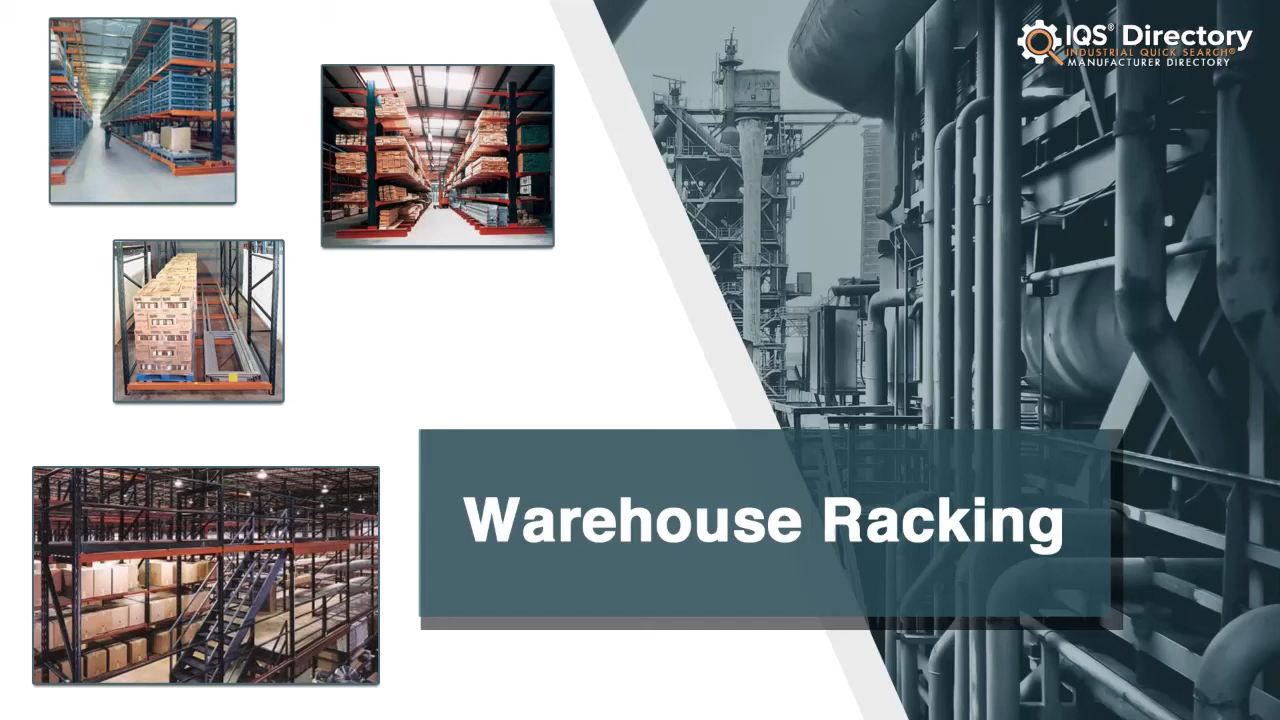 IQS® Directory
INDUSTRIAL QUICK SEARCH®
MANUFACTURER DIRECTORY
Warehouse Racking